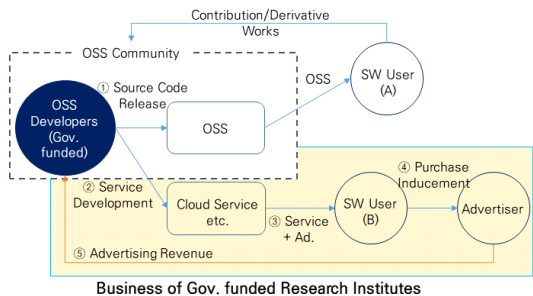 Contribution/Derivative
Works
OSS Community
① Source Code
Release
OSS
SW User
(A)
OSS
Developers
(Gov.
funded)
OSS
④ Purchase
Inducement
② Service
Development
Cloud Service
etc.
③ Service
+ Ad.
SW User
(B)
Advertiser
⑤ Advertising Revenue
Business of Gov. funded Research Institutes